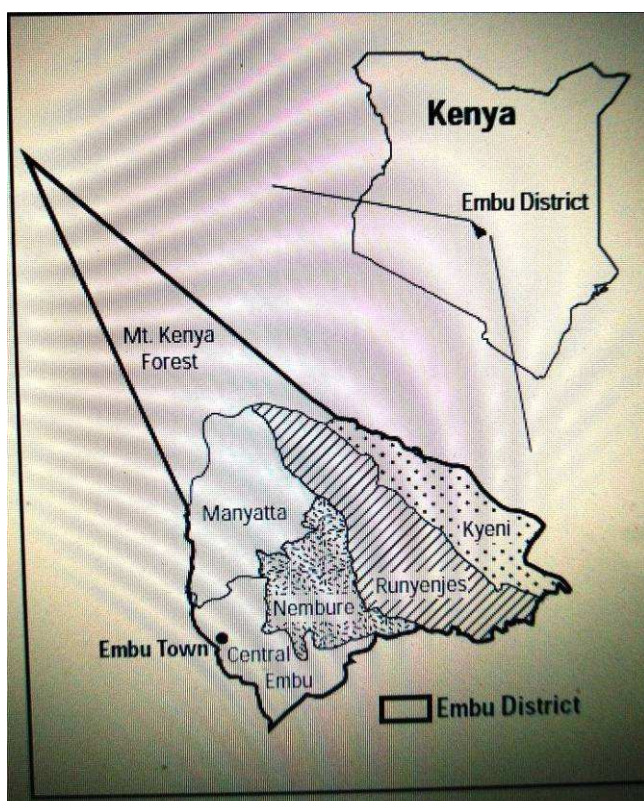 Kenya
Embu District
Mt. Kenya
Forest
Manyatta
Kyeni
Runyenjes
Nembure
Embu Town
Central
Embu
Embu District